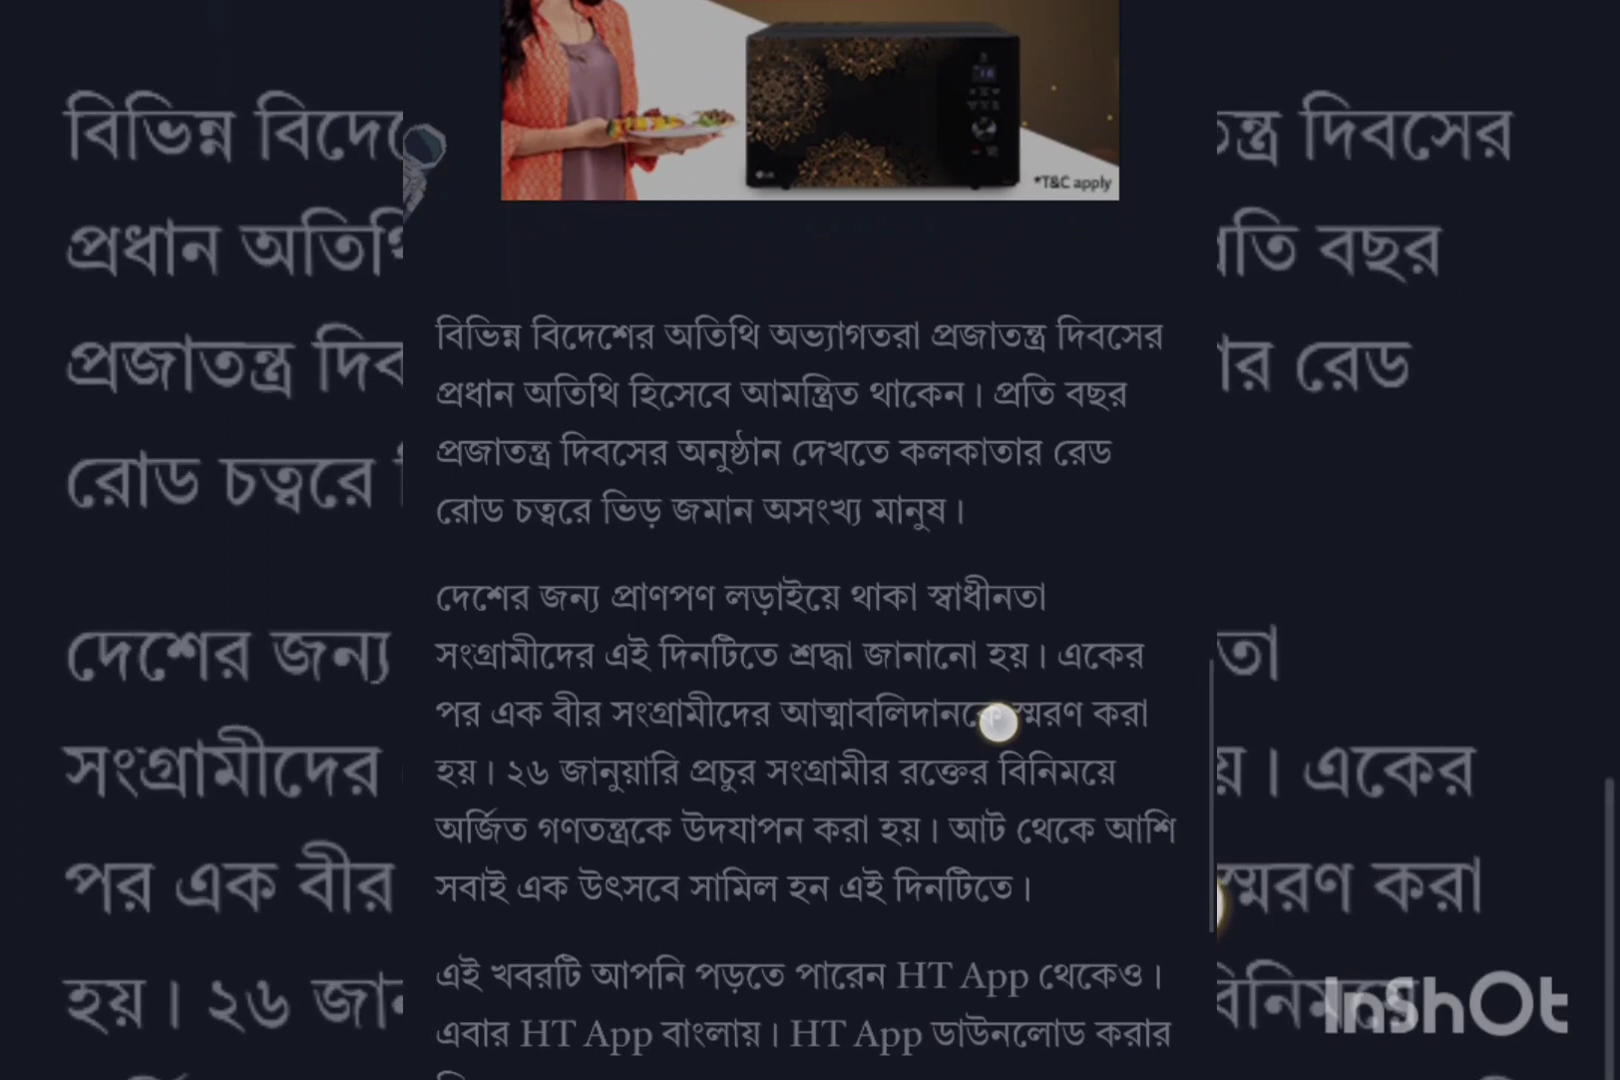 LG
*T&C apply
বিভিন্ন বিদেশের অতিথি অভ্যাগতরা প্রজাতন্ত্র দিবসের
প্রধান অতিথি হিসেবে আমন্ত্রিত থাকেন। প্রতি বছর
প্রজাতন্ত্র দিবসের অনুষ্ঠান দেখতে কলকাতার রেড
রোড চত্বরে ভিড় জমান অসংখ্য মানুষ।
দেশের জন্য প্রাণপণ লড়াইয়ে থাকা স্বাধীনতা
সংগ্রামীদের এই দিনটিতে শ্রদ্ধা জানানো হয়। একের
পর এক বীর সংগ্রামীদের আত্মাবলিদানকে স্মরণ করা
হয়। ২৬ জানুয়ারি প্রচুর সংগ্রামীর রক্তের বিনিময়ে
অর্জিত গণতন্ত্রকে উদযাপন করা হয়। আট থেকে আশি
সবাই এক উৎসবে সামিল হন এই দিনটিতে।
এই খবরটি আপনি পড়তে পারেন HT App থেকেও।
এবার HT App বাংলায়। HT App ডাউনলোড করার
InShOt